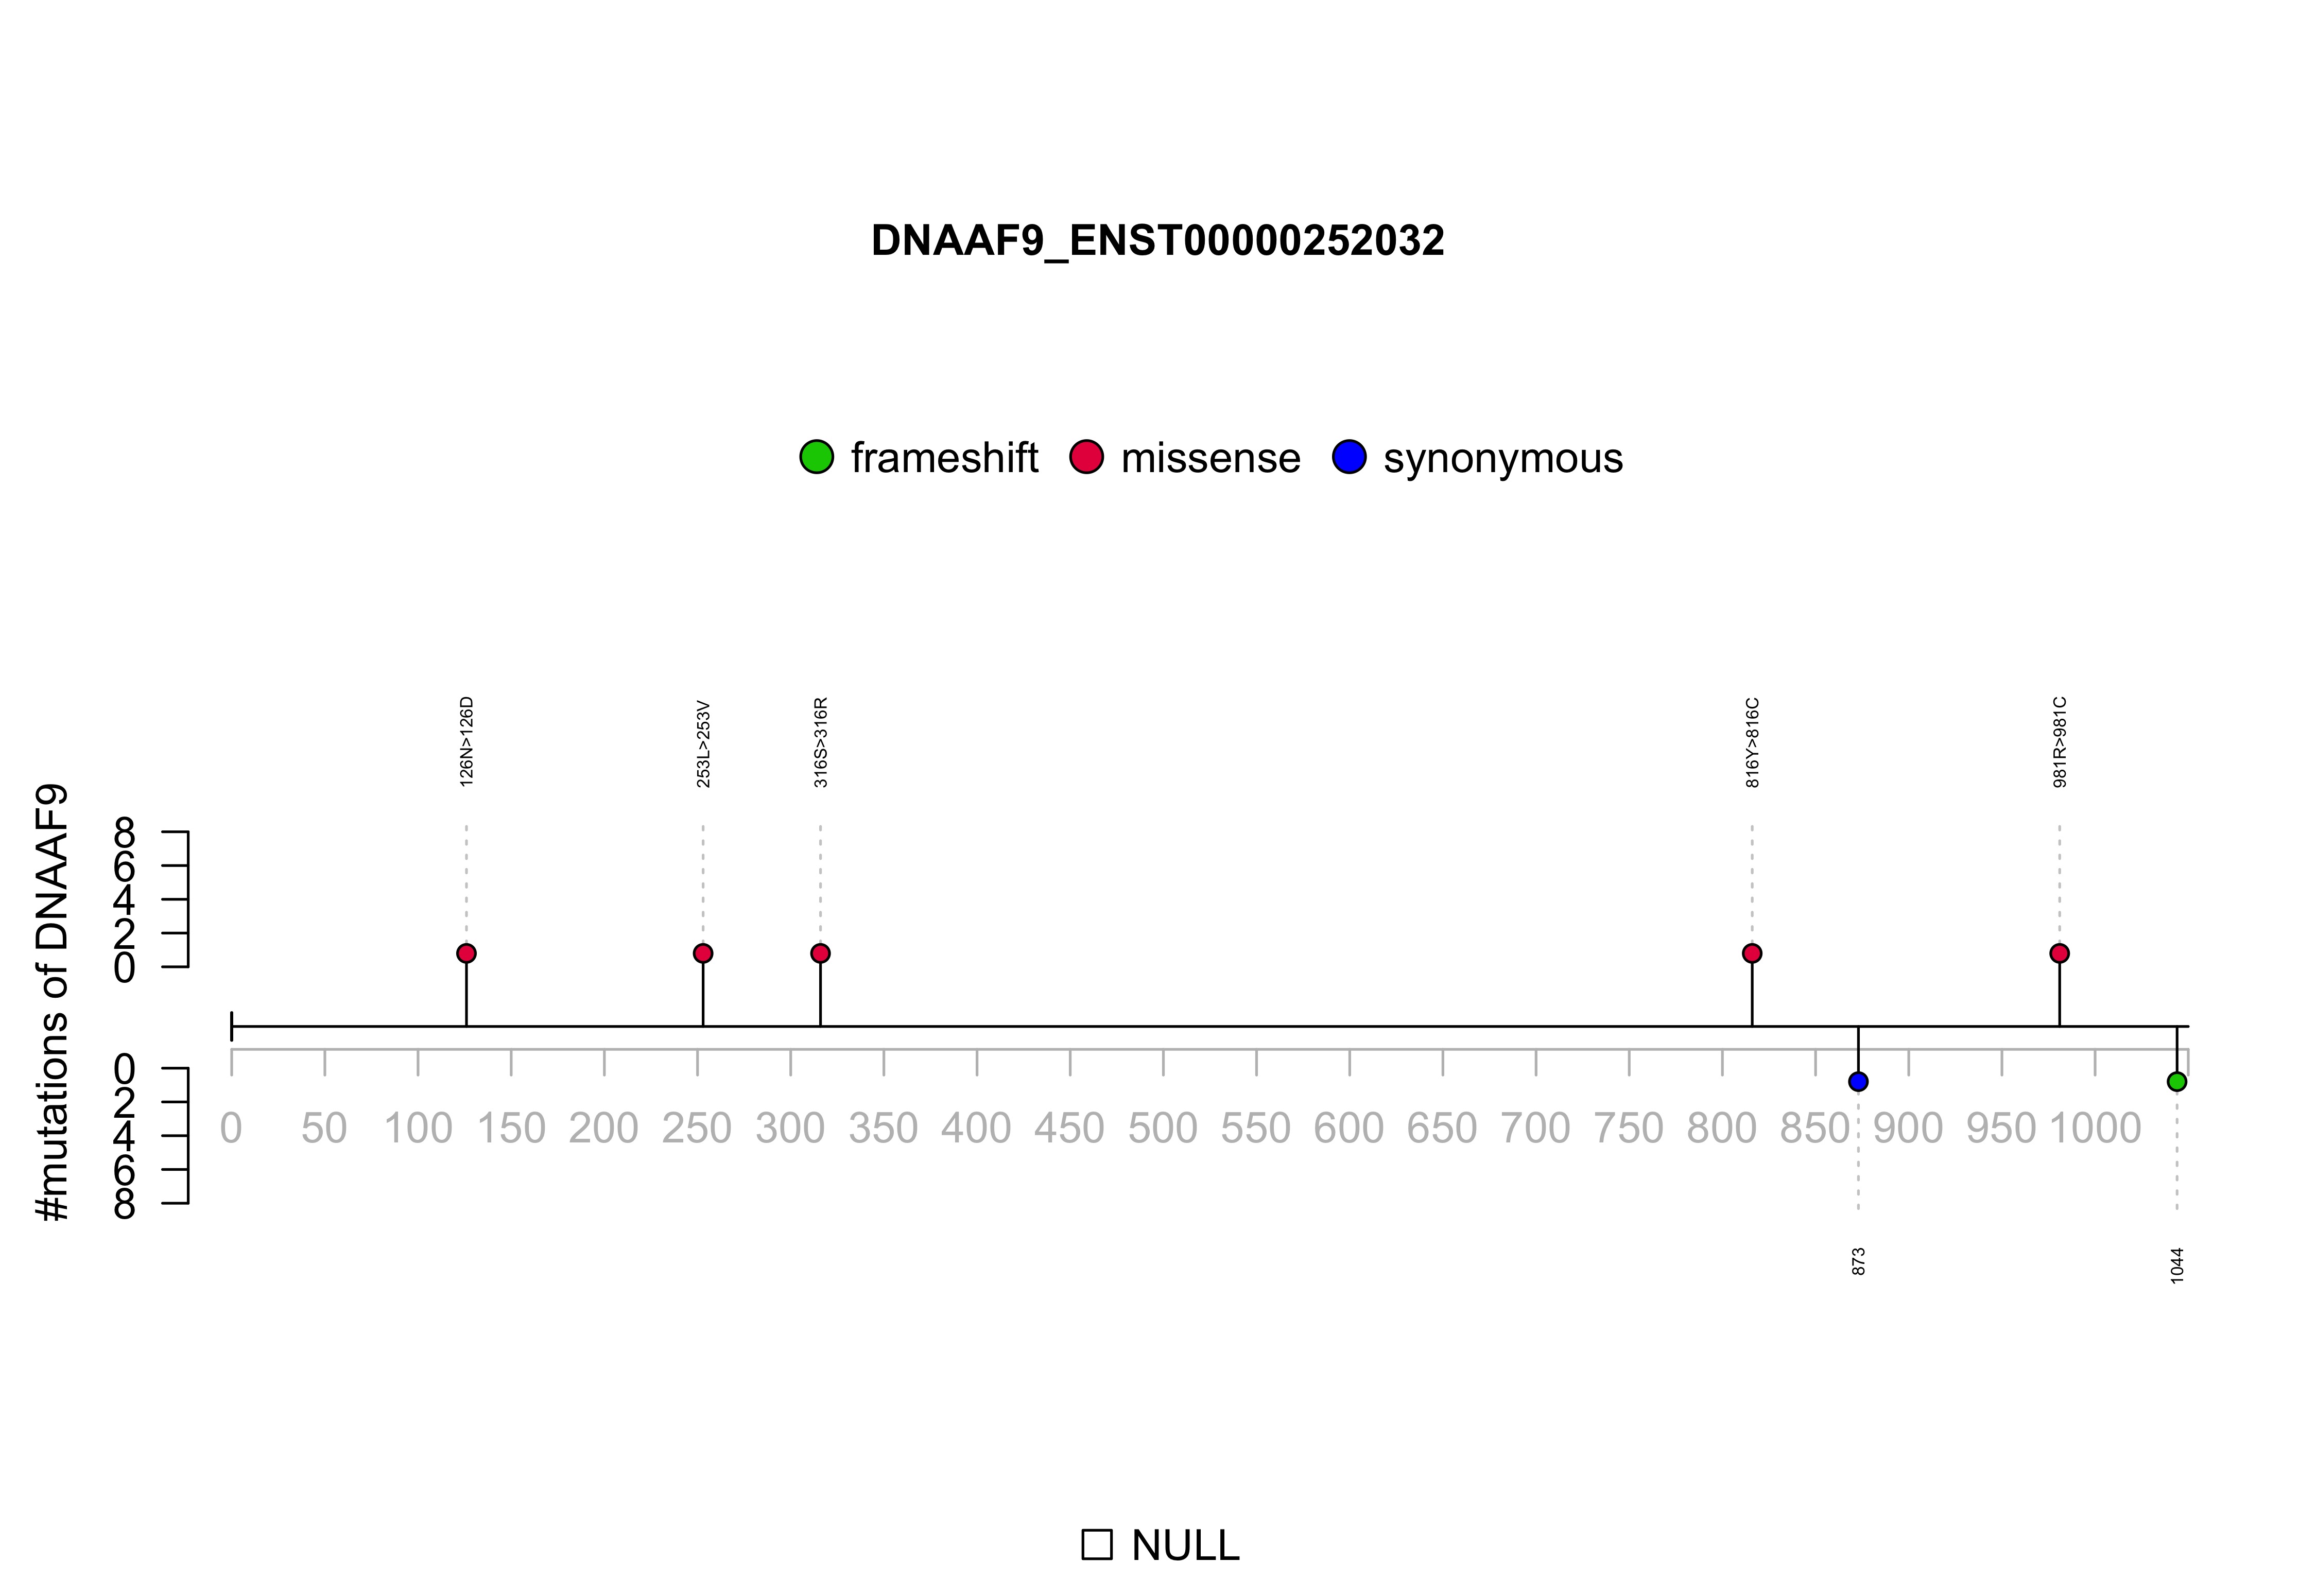 DNAAF9_ENST00000252032
frameshift missense synonymous
126N>126D
253L>253V
316S>316R
816Y>816C
981R>981C
#mutations of DNAAF9
8
6
4
2
0
0
2
4
6
8
0 50 100 150 200 250 300 350 400 450 500 550 600 650 700 750 800 850 900 950 1000
873
1044
NULL